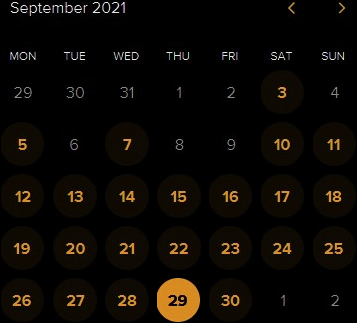 September 2021
MON TUE WED THU FRI SAT SUN
29 30 31 1 2 3 4
5 6 7 8 9 10 11
12 13 14 15 16 17 18
19 20 21 22 23 24 25
26 27 28 29 30 1 2